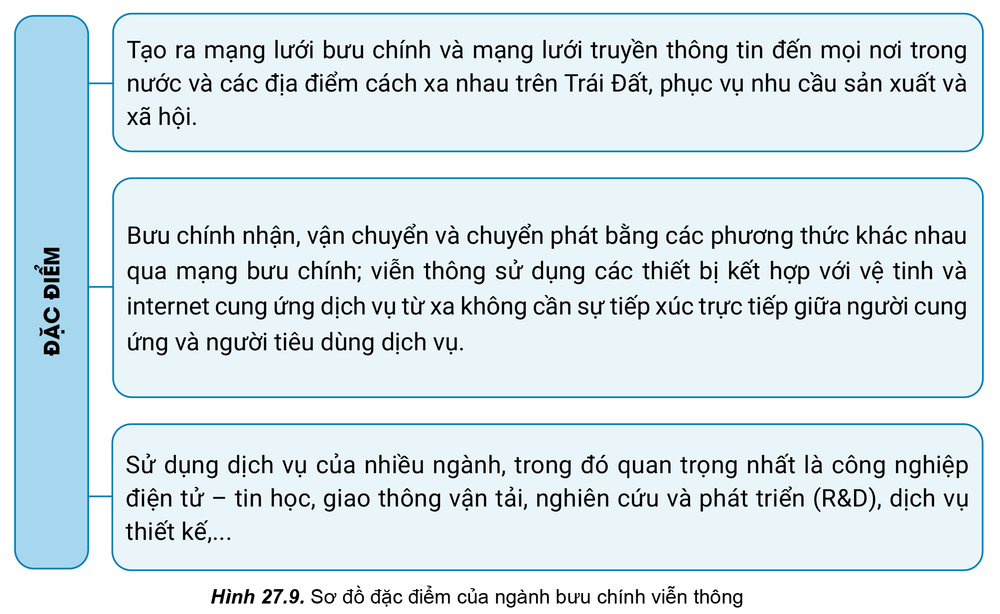 ĐẶC ĐIỂM
Tạo ra mạng lưới bưu chính và mạng lưới truyền thông tin đến mọi nơi trong
nước và các địa điểm cách xa nhau trên Trái Đất, phục vụ nhu cầu sản xuất và
xã hội.
Bưu chính nhận, vận chuyển và chuyển phát bằng các phương thức khác nhau
qua mạng bưu chính; viễn thông sử dụng các thiết bị kết hợp với vệ tinh và
internet cung ứng dịch vụ từ xa không cần sự tiếp xúc trực tiếp giữa người cung
ứng và người tiêu dùng dịch vụ.
Sử dụng dịch vụ của nhiều ngành, trong đó quan trọng nhất là công nghiệp
điện tử – tin học, giao thông vận tải, nghiên cứu và phát triển (R&D), dịch vụ
thiết kế,...
Hình 27.9. Sơ đồ đặc điểm của ngành bưu chính viễn thông